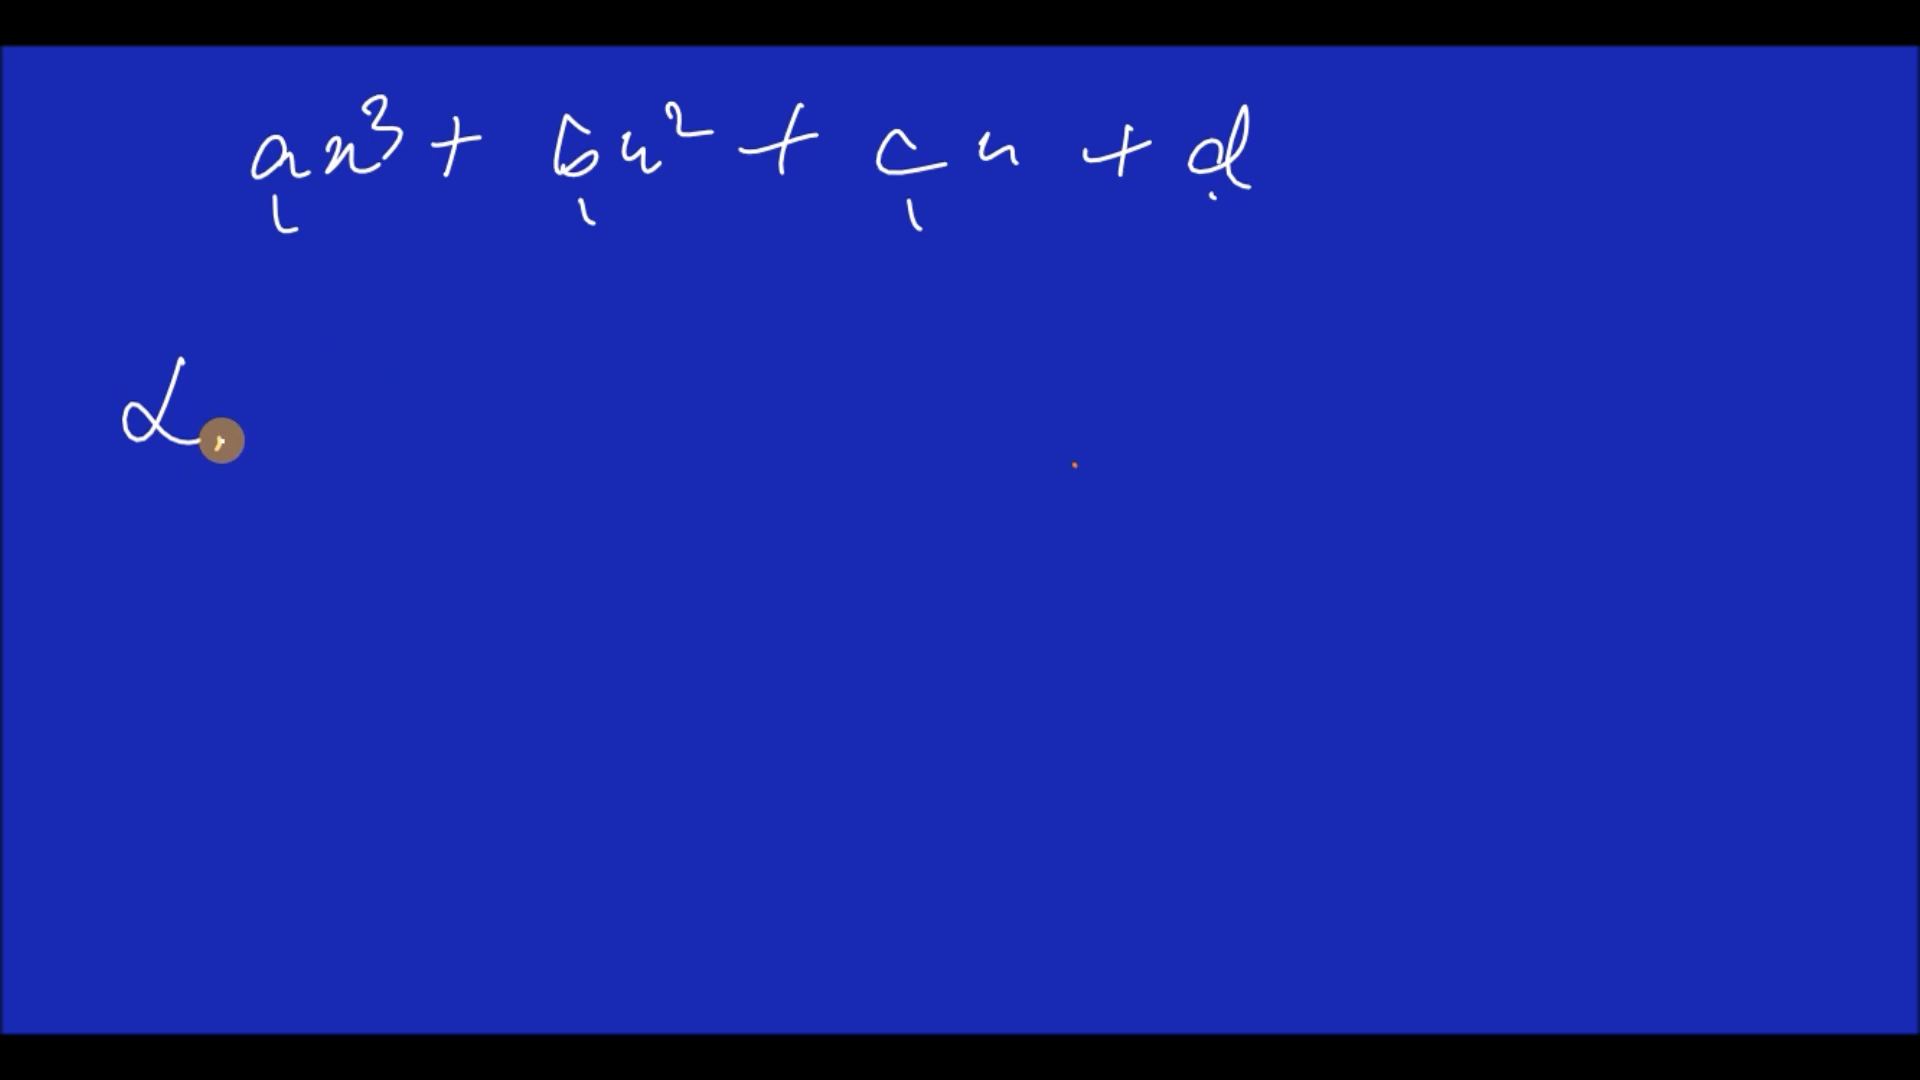 ax³ + bx² + cx + d
α,